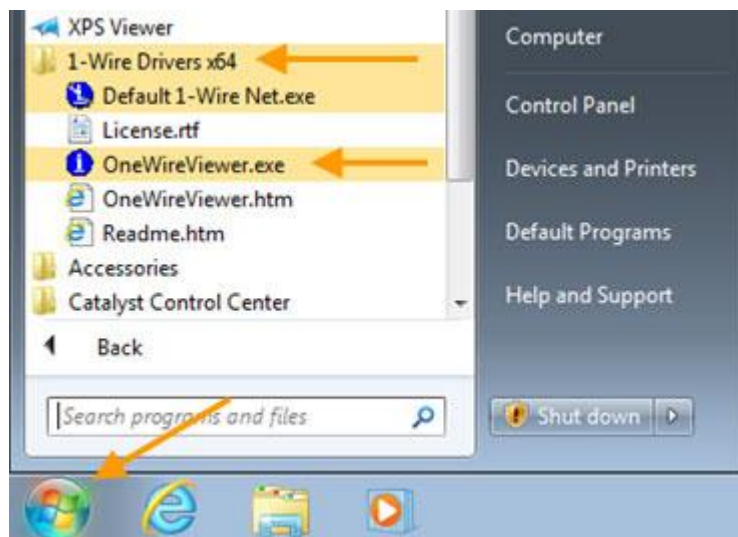 XPS Viewer
1-Wire Drivers x64
Default 1-Wire Net.exe
License.rtf
OneWireViewer.exe
OneWireViewer.htm
Readme.htm
Accessories
Catalyst Control Center
Back
Search programs and files
Computer
Control Panel
Devices and Printers
Default Programs
Help and Support
Shut down